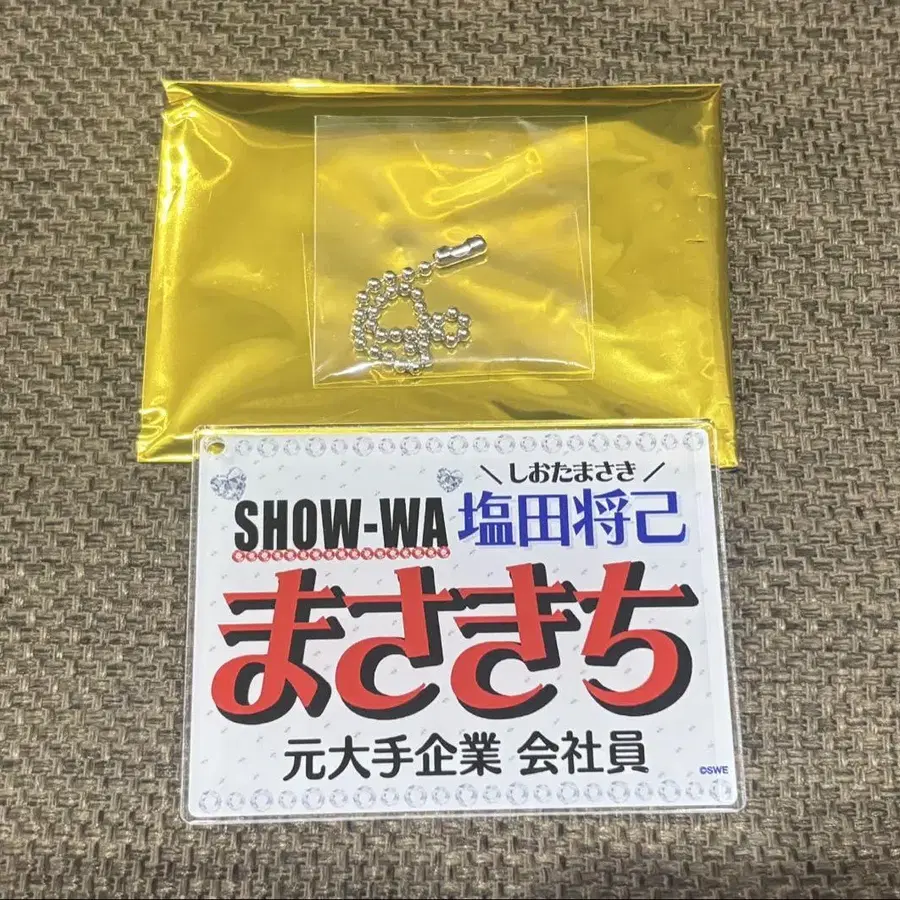 ＼しおたまさき／
SHOW-WA 塩田将己
まさきち
元大手企業 会社員
©SWE